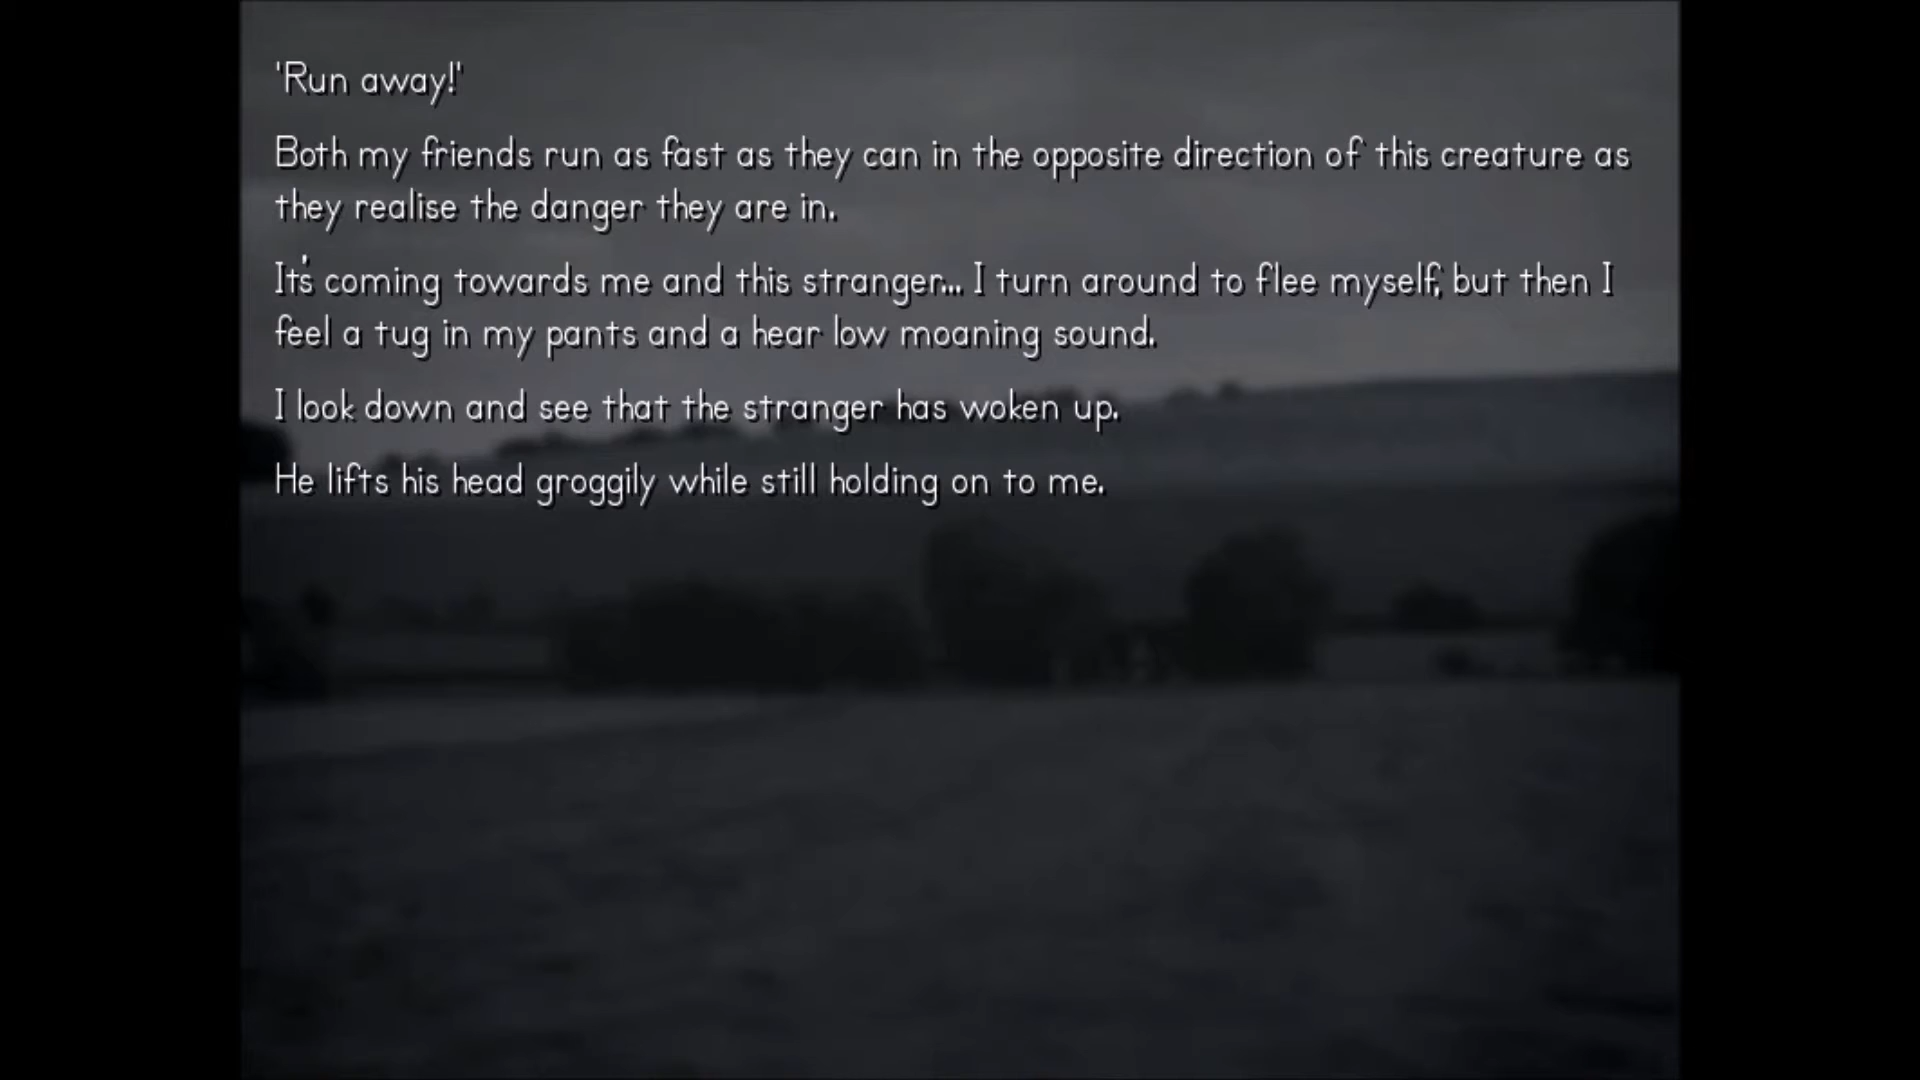 'Run away!'
Both my friends run as fast as they can in the opposite direction of this creature as
they realise the danger they are in.
It's coming towards me and this stranger... I turn around to flee myself, but then I
feel a tug in my pants and a hear low moaning sound.
I look down and see that the stranger has woken up.
He lifts his head groggily while still holding on to me.